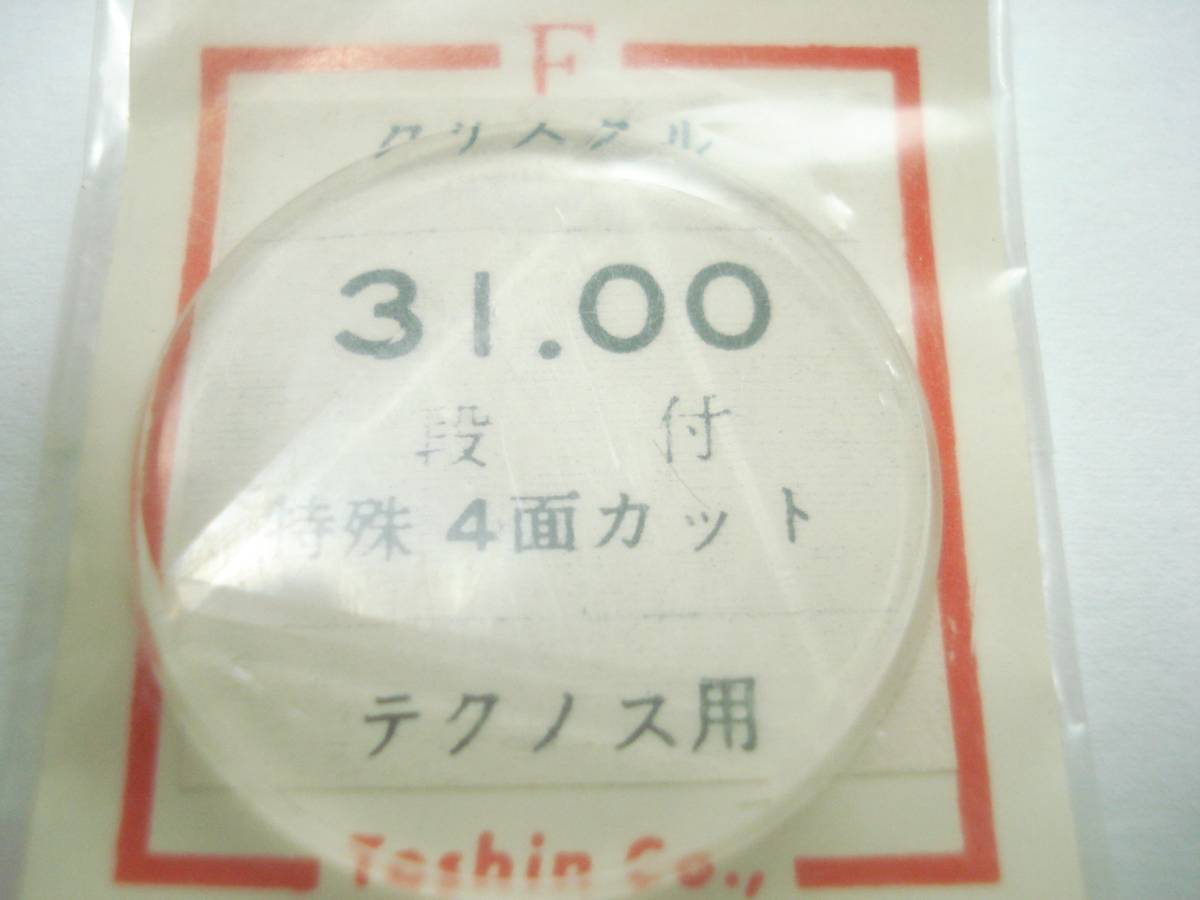 F
クリスタル
31.00
段付
特殊4面カット
テクノス用
Toshin Co.,